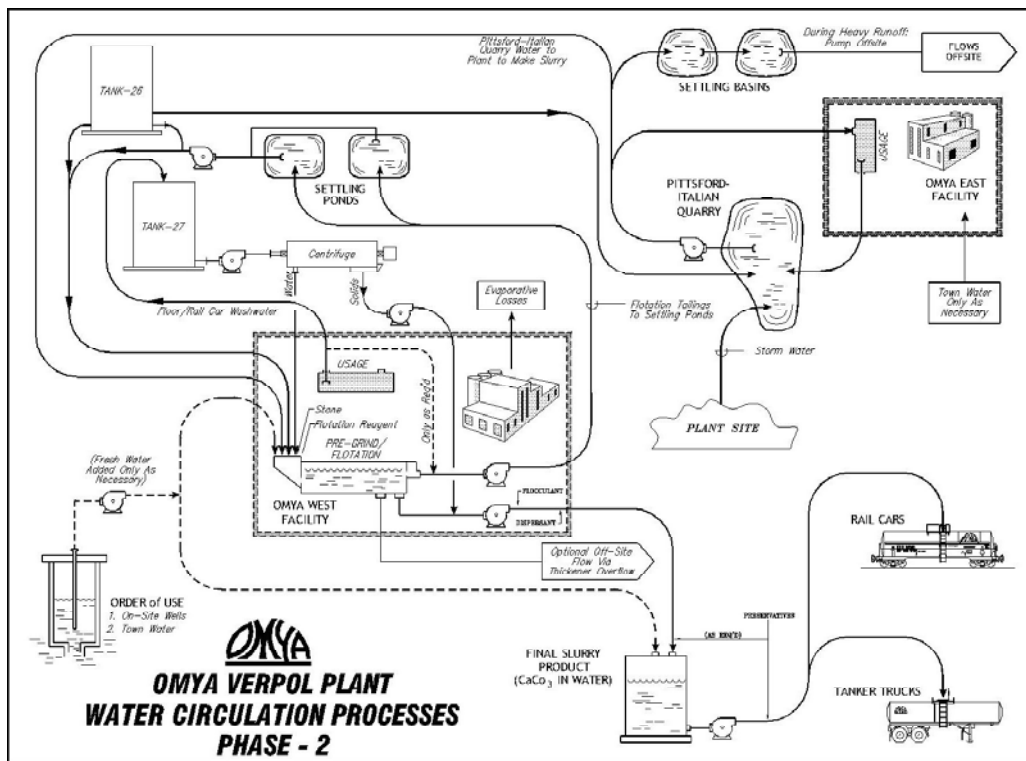 TANK-26
Pittsford-Italian
Quarry Water to
Plant to Make Slurry
During Heavy Runoff:
Pump Offsite
FLOWS
OFFSITE
SETTLING BASINS
USAGE
OMYA EAST
FACILITY
SETTLING
PONDS
PITTSFORD-
ITALIAN
QUARRY
TANK-27
Centrifuge
Water
Solids
Evaporative
Losses
Flotation Tailings
To Settling Ponds
Town Water
Only As
Necessary
Floor/Rail Car Washwater
Storm Water
USAGE
Only as Req'd
Stone
Flotation Reagent
PRE-GRIND/
FLOTATION
PLANT SITE
(Fresh Water
Added Only As
Necessary)
OMYA WEST
FACILITY
FLOCCULANT
DISPERSANT
RAIL CARS
Optional Off-Site
Flow Via
Thickener Overflow
ORDER of USE
1. On-Site Wells
2. Town Water
PRESERVATIVES
(AS REQ'D)
FINAL SLURRY
PRODUCT
(CaCo3 IN WATER)
TANKER TRUCKS
OMYA
OMYA VERPOL PLANT
WATER CIRCULATION PROCESSES
PHASE - 2